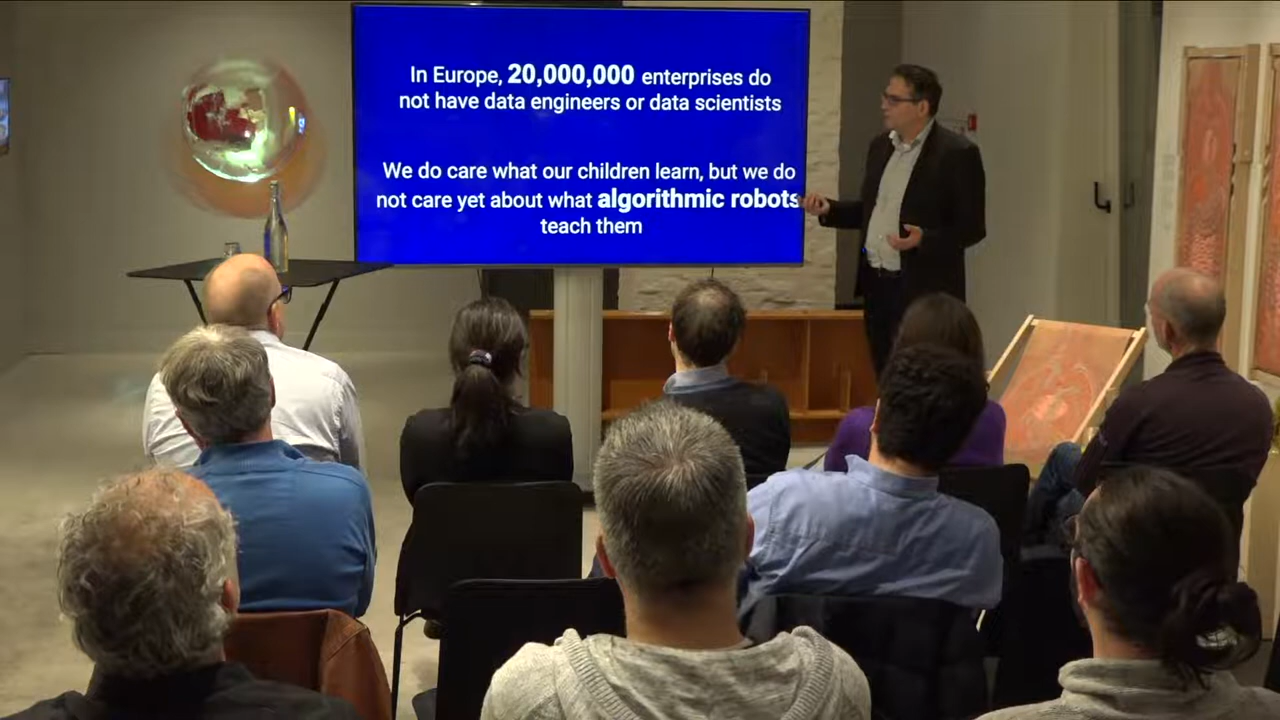 In Europe, 20,000,000 enterprises do
not have data engineers or data scientists
We do care what our children learn, but we do
not care yet about what algorithmic robots
teach them